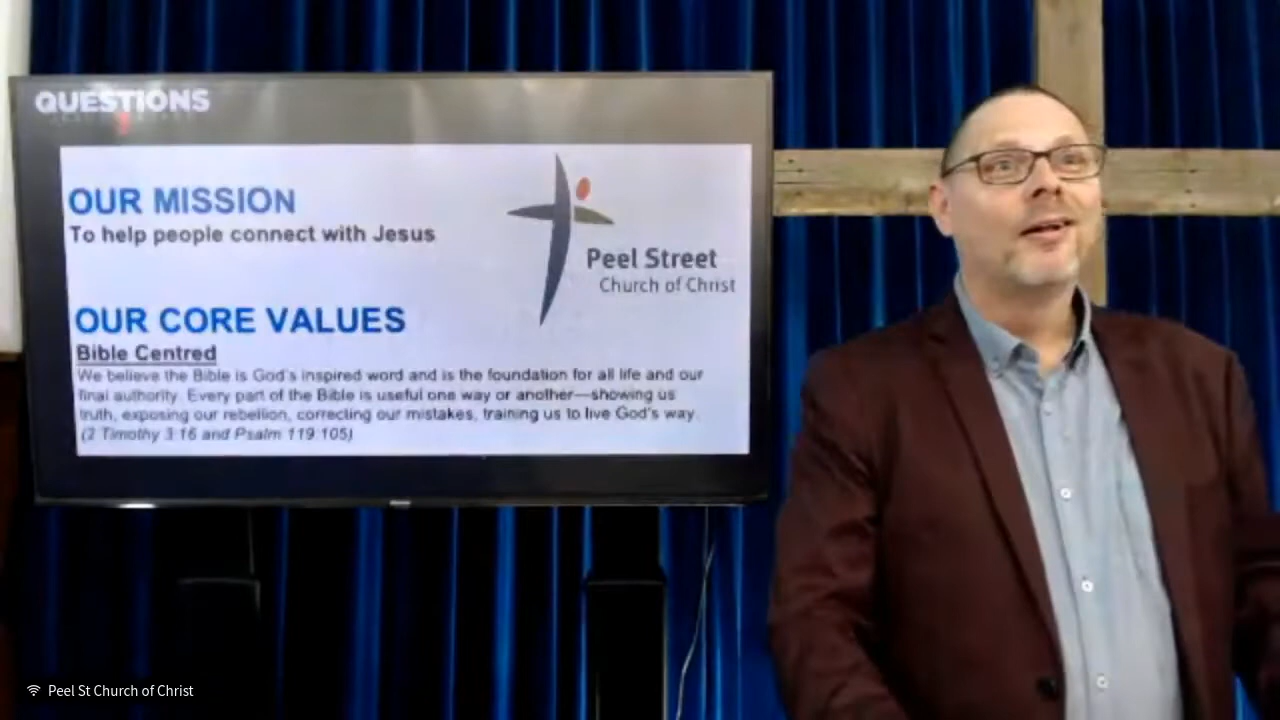 QUESTIONS
OUR MISSION
To help people connect with Jesus
Peel Street
Church of Christ
OUR CORE VALUES
Bible Centred
We believe the Bible is God's inspired word and is the foundation for all life and our
final authority. Every part of the Bible is useful one way or another—showing us
truth, exposing our rebellion, correcting our mistakes, training us to live God's way.
(2 Timothy 3:16 and Psalm 119:105)
Peel St Church of Christ